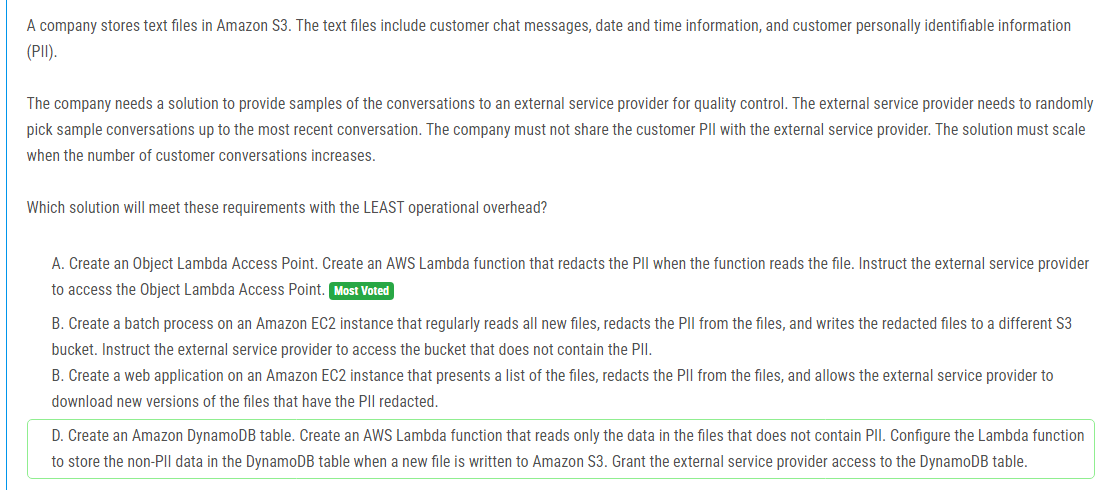 A company stores text files in Amazon S3. The text files include customer chat messages, date and time information, and customer personally identifiable information
(PII).
The company needs a solution to provide samples of the conversations to an external service provider for quality control. The external service provider needs to randomly
pick sample conversations up to the most recent conversation. The company must not share the customer PII with the external service provider. The solution must scale
when the number of customer conversations increases.
Which solution will meet these requirements with the LEAST operational overhead?
A. Create an Object Lambda Access Point. Create an AWS Lambda function that redacts the PII when the function reads the file. Instruct the external service provider
to access the Object Lambda Access Point. Most Voted
B. Create a batch process on an Amazon EC2 instance that regularly reads all new files, redacts the PII from the files, and writes the redacted files to a different S3
bucket. Instruct the external service provider to access the bucket that does not contain the PII.
B. Create a web application on an Amazon EC2 instance that presents a list of the files, redacts the PII from the files, and allows the external service provider to
download new versions of the files that have the PII redacted.
D. Create an Amazon DynamoDB table. Create an AWS Lambda function that reads only the data in the files that does not contain PII. Configure the Lambda function
to store the non-PII data in the DynamoDB table when a new file is written to Amazon S3. Grant the external service provider access to the DynamoDB table.